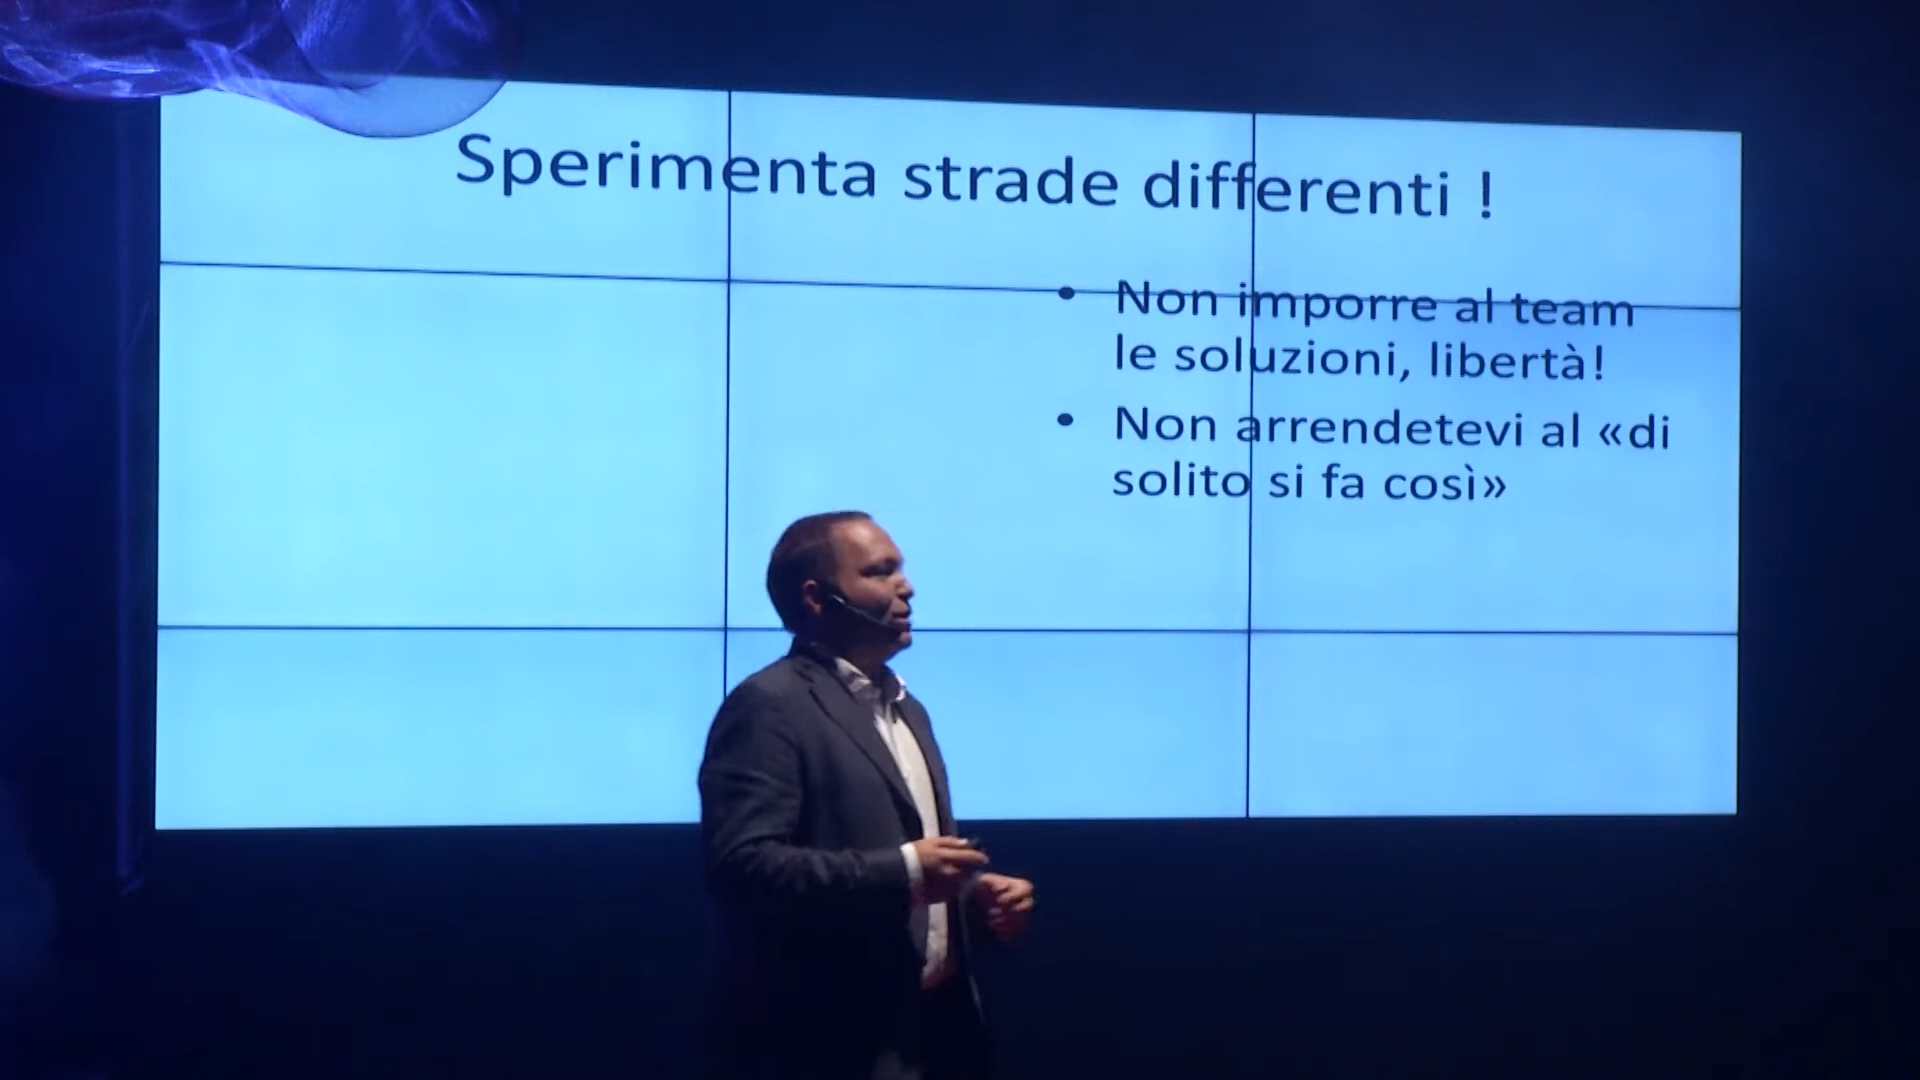 Sperimenta strade differenti !
• Non imporre al team
le soluzioni, libertà!
• Non arrendetevi al «di
solito si fa così»